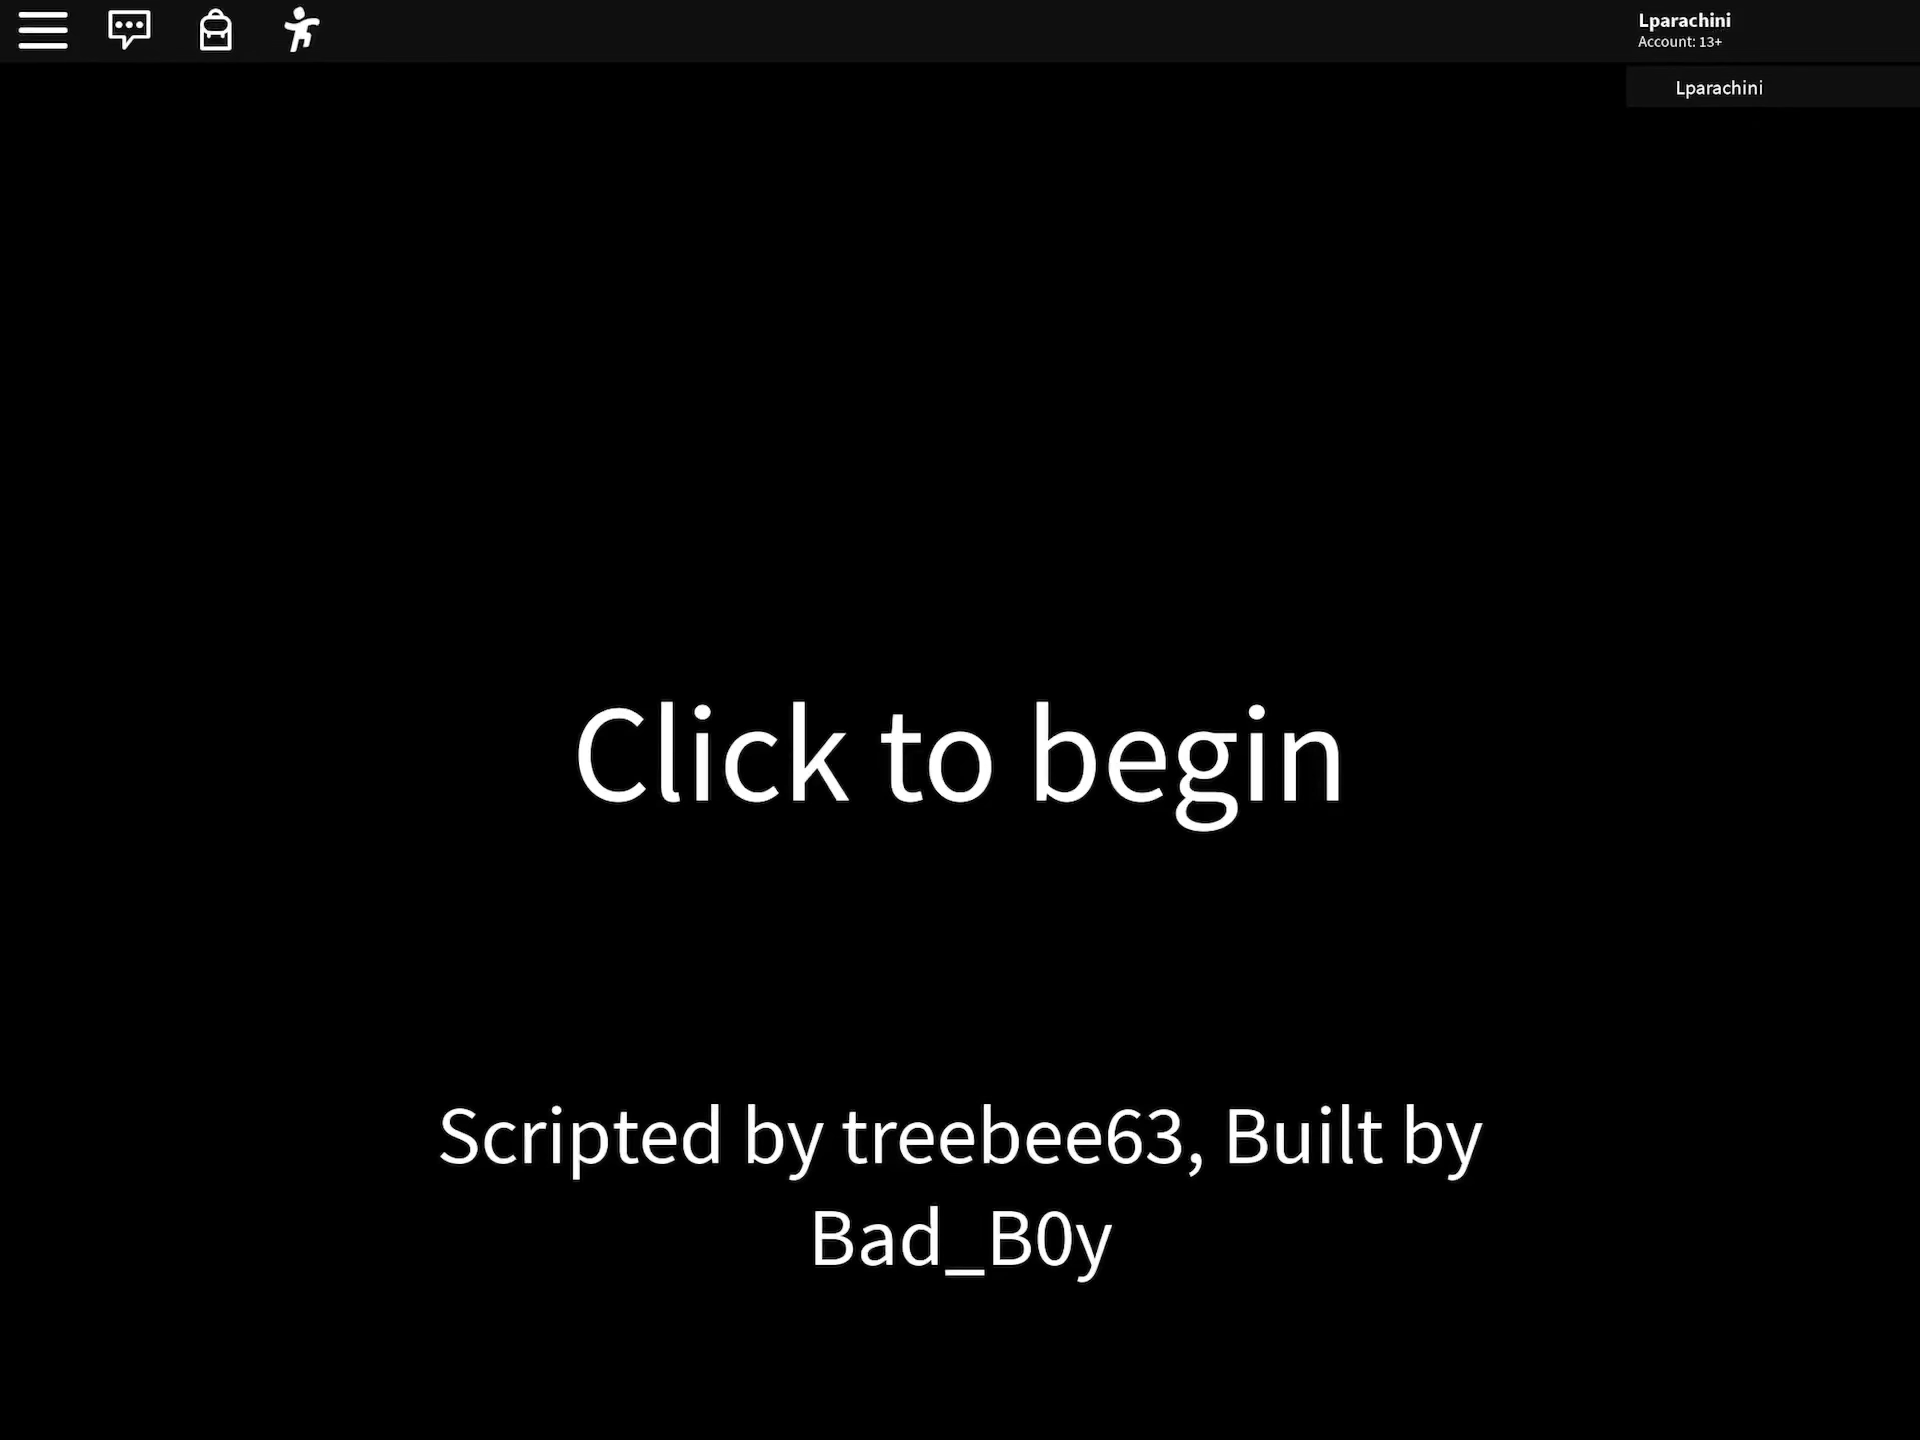 Lparachini
Account: 13+
Lparachini
Click to begin
Scripted by treebee63, Built by
Bad_B0y